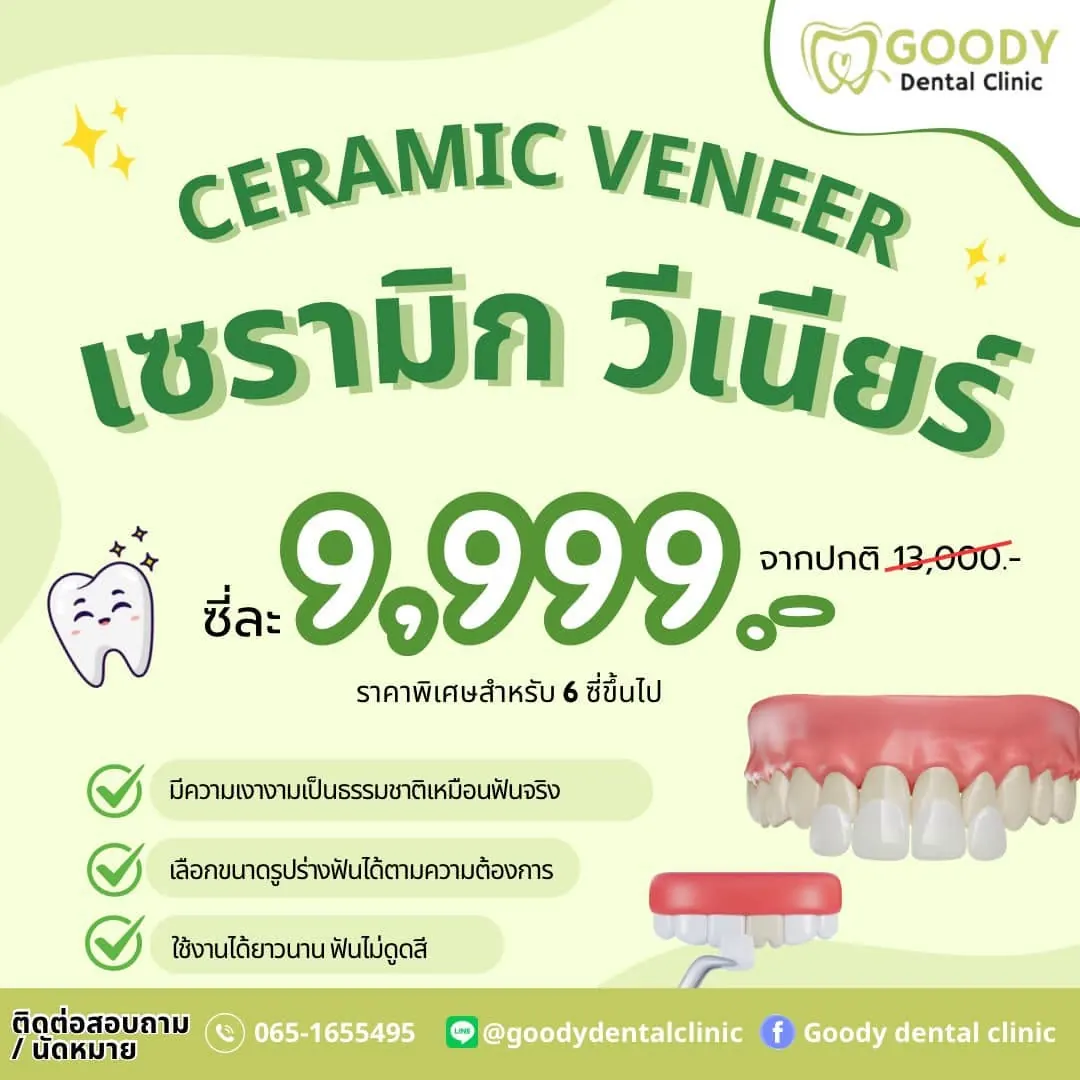 GOODY
Dental Clinic
CERAMIC VENEER
เซรามิก วีเนียร์
ซี่ละ 9,999.-
จากปกติ 13,000.-
ราคาพิเศษสำหรับ 6 ซี่ขึ้นไป
มีความเงางามเป็นธรรมชาติเหมือนฟันจริง
เลือกขนาดรูปร่างฟันได้ตามความต้องการ
ใช้งานได้ยาวนาน ฟันไม่ดูดสี
ติดต่อสอบถาม
/ นัดหมาย
065-1655495
LINE @goodydentalclinic
f Goody dental clinic